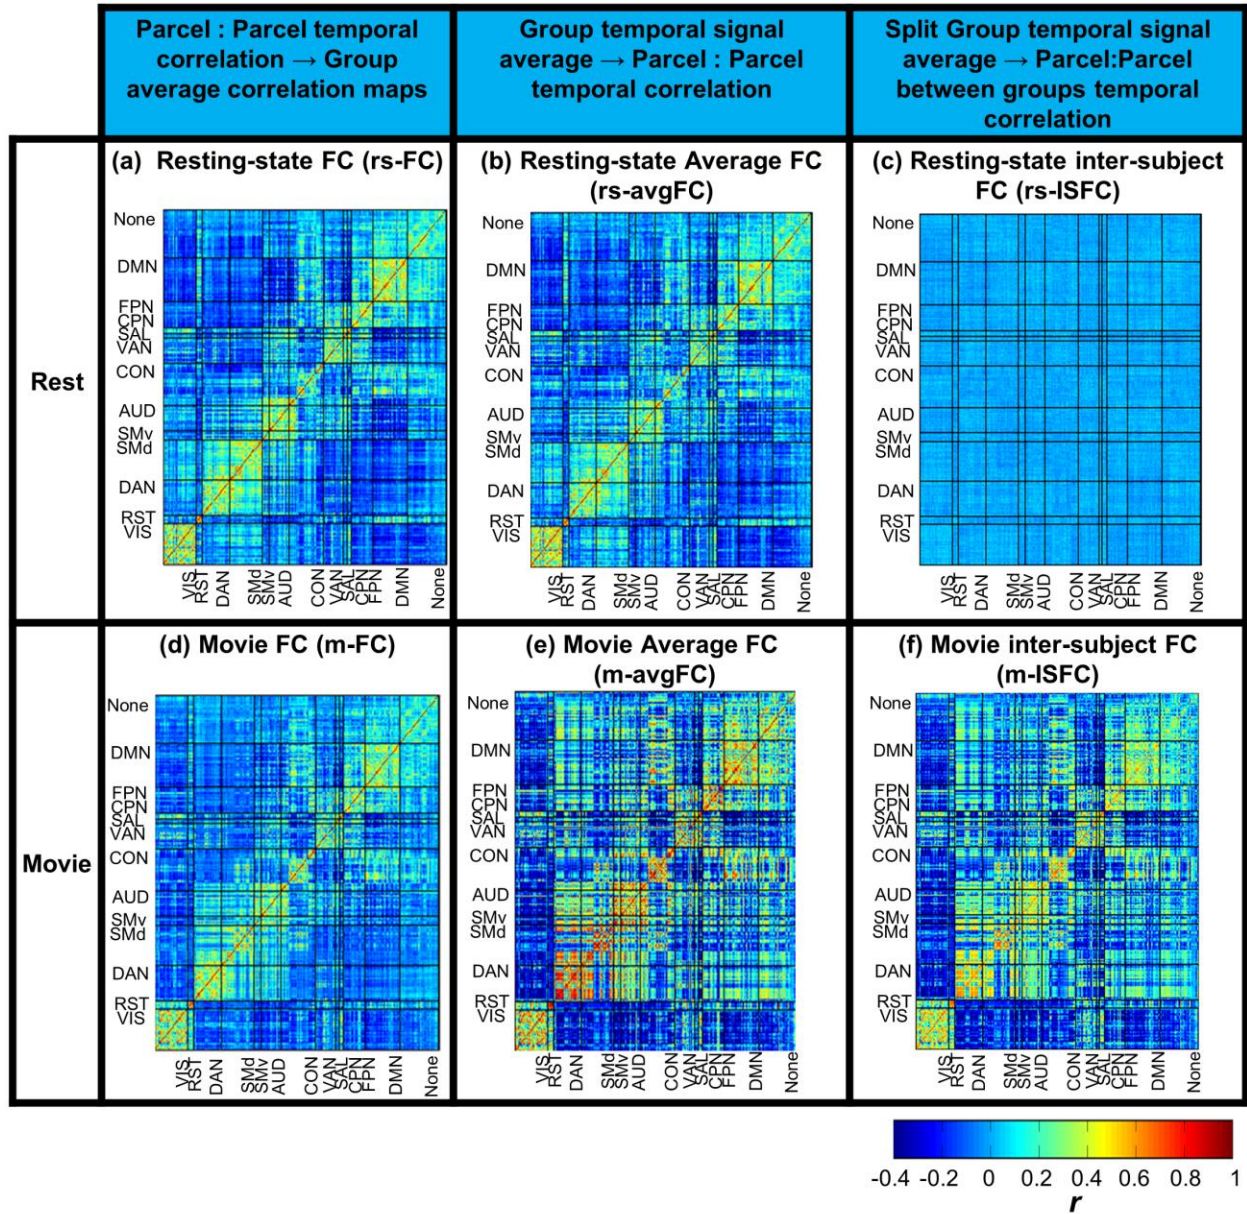 Parcel : Parcel temporal
correlation → Group
average correlation maps
Group temporal signal
average → Parcel : Parcel
temporal correlation
Split Group temporal signal
average → Parcel:Parcel
between groups temporal
correlation
Rest
(a) Resting-state FC (rs-FC)
None
DMN
FPN
CPN
SAL
VAN
CON
AUD
SMv
SMd
DAN
RST
VIS
VIS
RST
DAN
SMd
SMv
AUD
CON
VAN
SAL
CPN
FPN
DMN
None
(b) Resting-state Average FC
(rs-avgFC)
None
DMN
FPN
CPN
SAL
VAN
CON
AUD
SMv
SMd
DAN
RST
VIS
VIS
RST
DAN
SMd
SMv
AUD
CON
VAN
SAL
CPN
FPN
DMN
None
(c) Resting-state inter-subject
FC (rs-ISFC)
None
DMN
FPN
CPN
SAL
VAN
CON
AUD
SMv
SMd
DAN
RST
VIS
VIS
RST
DAN
SMd
SMv
AUD
CON
VAN
SAL
CPN
FPN
DMN
None
Movie
(d) Movie FC (m-FC)
None
DMN
FPN
CPN
SAL
VAN
CON
AUD
SMv
SMd
DAN
RST
VIS
VIS
RST
DAN
SMd
SMv
AUD
CON
VAN
SAL
CPN
FPN
DMN
None
(e) Movie Average FC
(m-avgFC)
None
DMN
FPN
CPN
SAL
VAN
CON
AUD
SMv
SMd
DAN
RST
VIS
VIS
RST
DAN
SMd
SMv
AUD
CON
VAN
SAL
CPN
FPN
DMN
None
(f) Movie inter-subject FC
(m-ISFC)
None
DMN
FPN
CPN
SAL
VAN
CON
AUD
SMv
SMd
DAN
RST
VIS
VIS
RST
DAN
SMd
SMv
AUD
CON
VAN
SAL
CPN
FPN
DMN
None
-0.4 -0.2 0 0.2 0.4 0.6 0.8 1
r